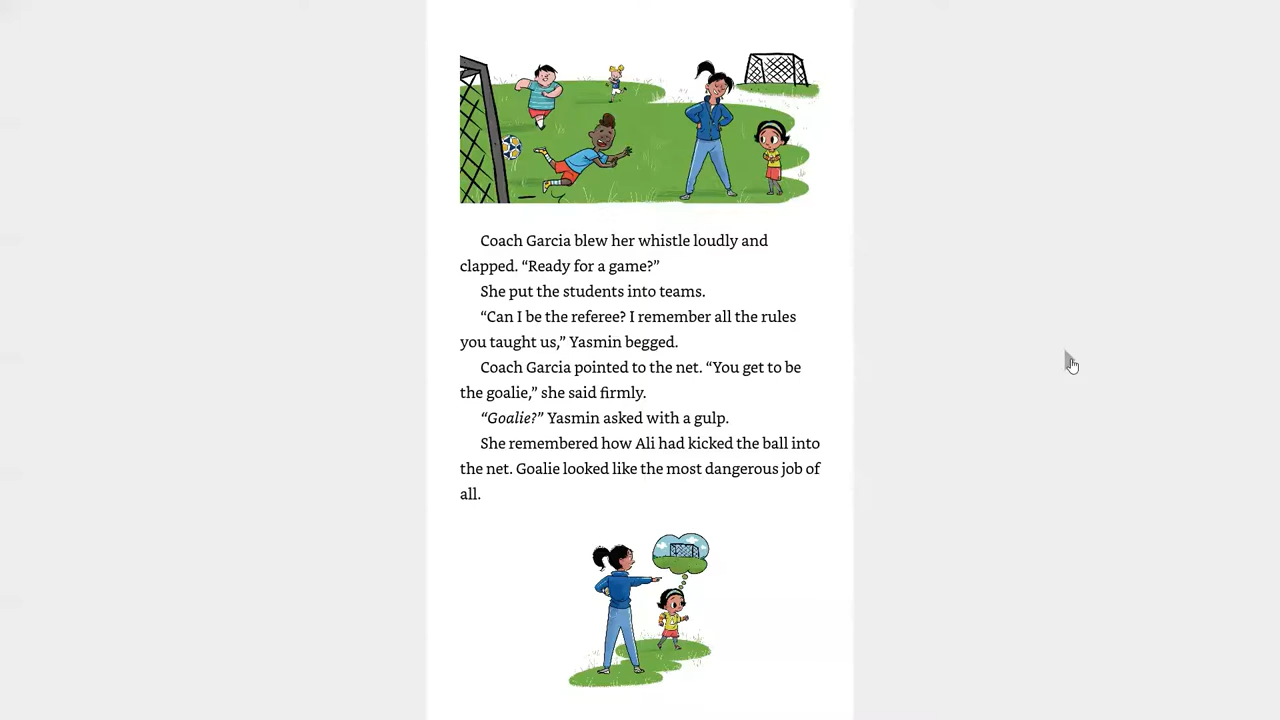 Coach Garcia blew her whistle loudly and
clapped. “Ready for a game?”
She put the students into teams.
“Can I be the referee? I remember all the rules
you taught us,” Yasmin begged.
Coach Garcia pointed to the net. “You get to be
the goalie,” she said firmly.
“Goalie?” Yasmin asked with a gulp.
She remembered how Ali had kicked the ball into
the net. Goalie looked like the most dangerous job of
all.